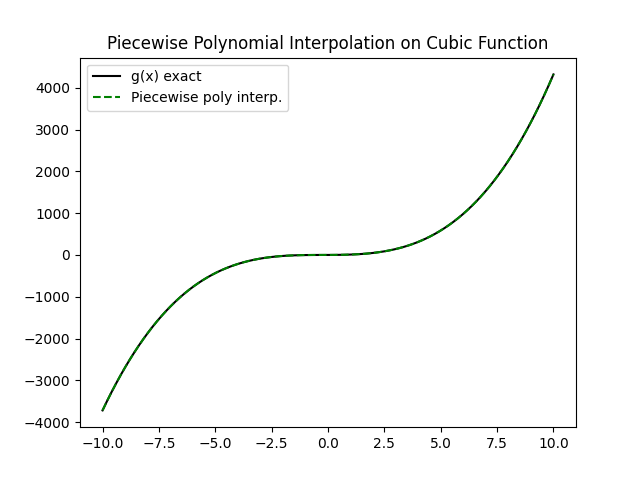 Piecewise Polynomial Interpolation on Cubic Function
g(x) exact
Piecewise poly interp.
4000
3000
2000
1000
0
−1000
−2000
−3000
−4000
−10.0 −7.5 −5.0 −2.5 0.0 2.5 5.0 7.5 10.0